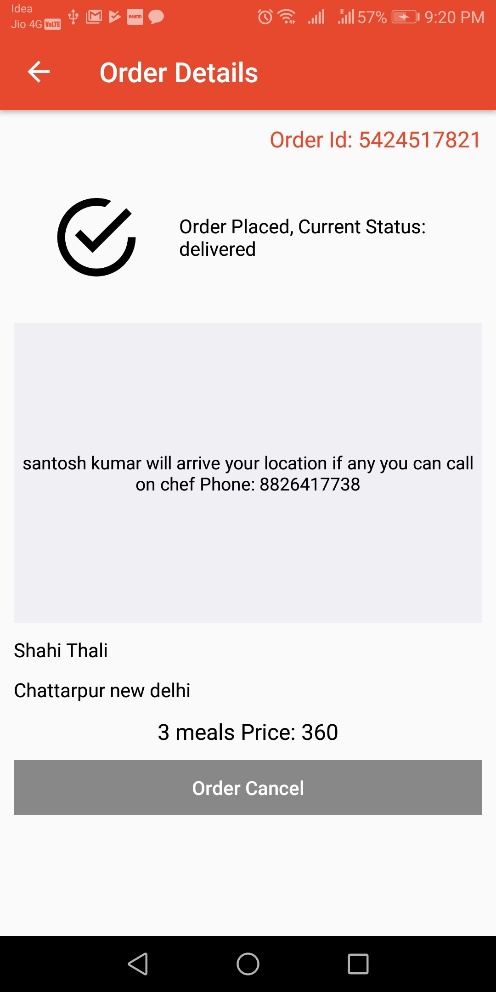 Idea
Jio 4G VoLTE
57% 9:20 PM
Order Details
Order Id: 5424517821
Order Placed, Current Status:
delivered
santosh kumar will arrive your location if any you can call
on chef Phone: 8826417738
Shahi Thali
Chattarpur new delhi
3 meals Price: 360
Order Cancel